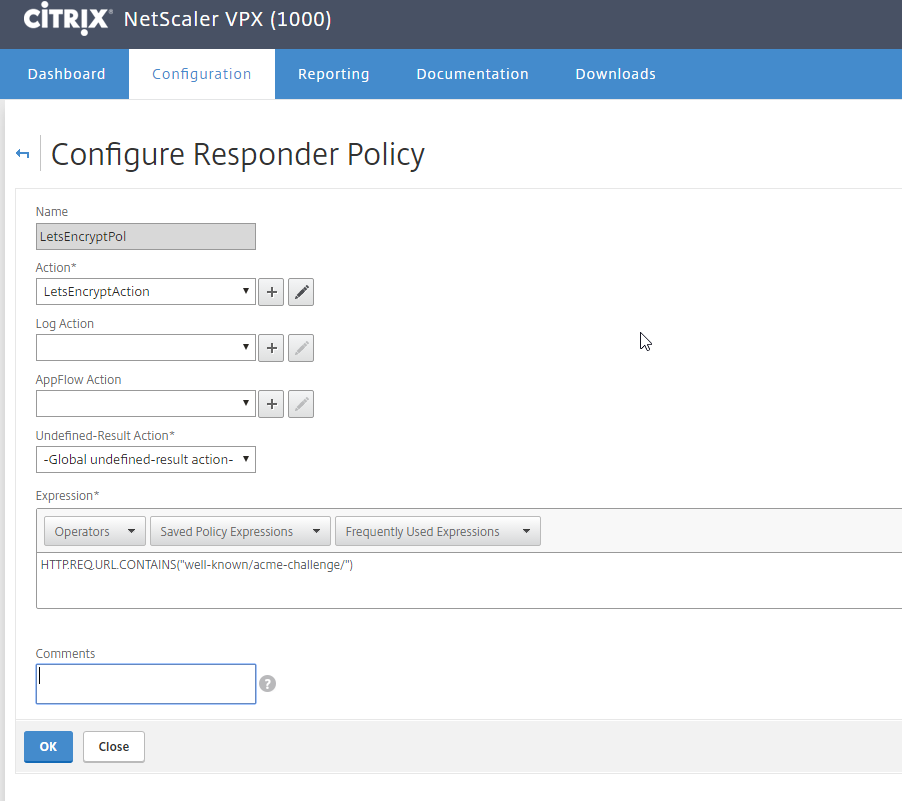 CİTRIX® NetScaler VPX (1000)
Dashboard Configuration Reporting Documentation Downloads
Configure Responder Policy
Name
LetsEncryptPol
Action*
LetsEncryptAction
Log Action
AppFlow Action
Undefined-Result Action*
-Global undefined-result action-
Expression*
Operators Saved Policy Expressions Frequently Used Expressions
HTTP.REQ.URL.CONTAINS("well-known/acme-challenge/")
Comments
?
OK Close